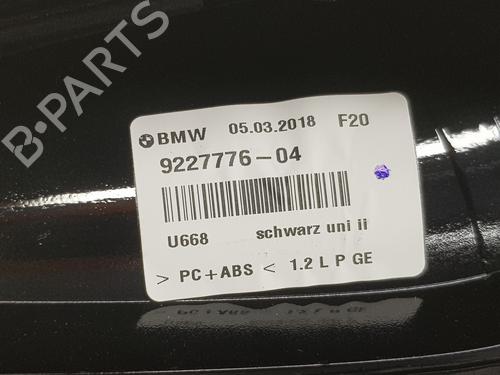 BMW 05.03.2018 F20
9227776-04
U668 schwarz uni ii
> PC+ABS < 1.2 L P GE
B-PARTS